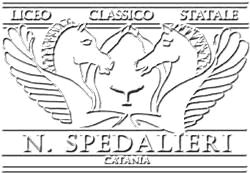 LICEO CLASSICO STATALE
N. SPEDALIERI
CATANIA